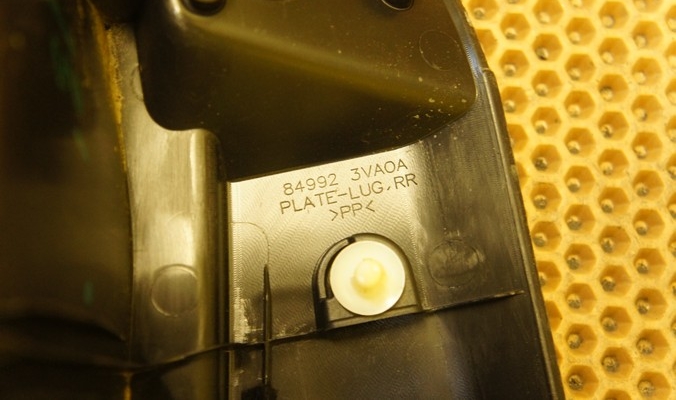 84992 3VA0A
PLATE-LUG,RR
>PP<